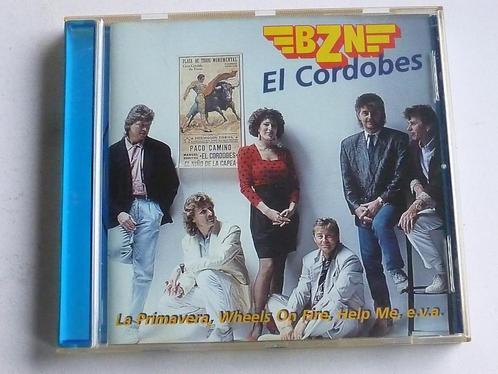 BZN
El Cordobes
PLAZA DE TOROS MONUMENTAL
PACO CAMINO
EL CORDOBES
EL NIÑO DE LA CAPEA
La Primavera, Wheels On Fire, Help Me, e.v.a.